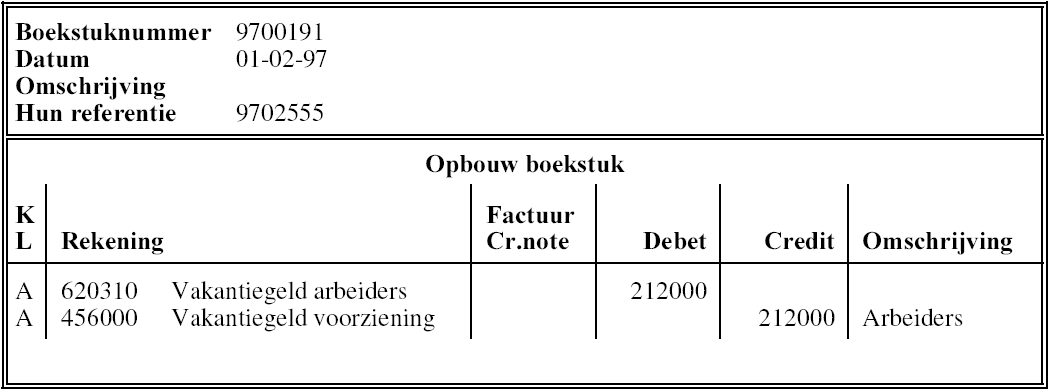 Boekstuknummer 9700191
Datum 01-02-97
Omschrijving
Hun referentie 9702555
Opbouw boekstuk
K Factuur
L Rekening Cr.note Debet Credit Omschrijving
A 620310 Vakantiegeld arbeiders 212000
A 456000 Vakantiegeld voorziening 212000 Arbeiders